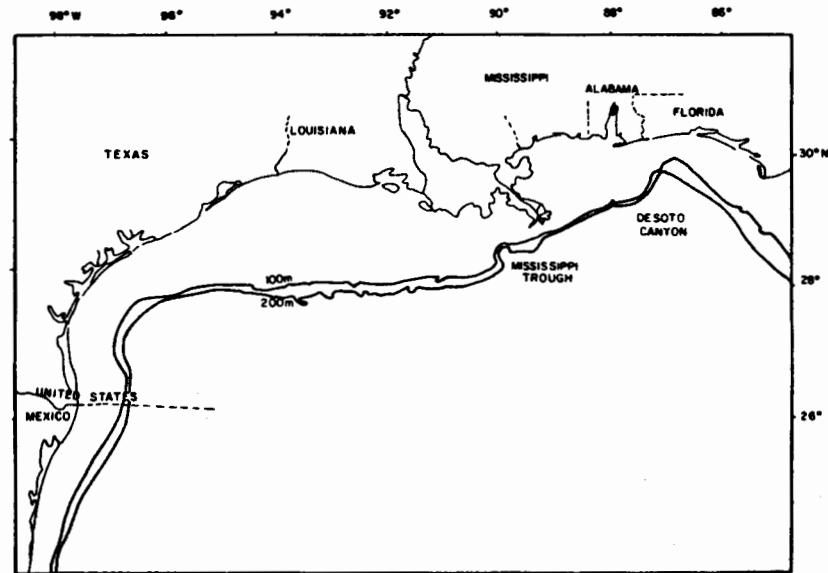 98°W 96° 94° 92° 90° 88° 86°
MISSISSIPPI
ALABAMA
FLORIDA
LOUISIANA
TEXAS
30°N
DESOTO
CANYON
MISSISSIPPI
TROUGH
100m
200m
28°
UNITED STATES
MEXICO
26°